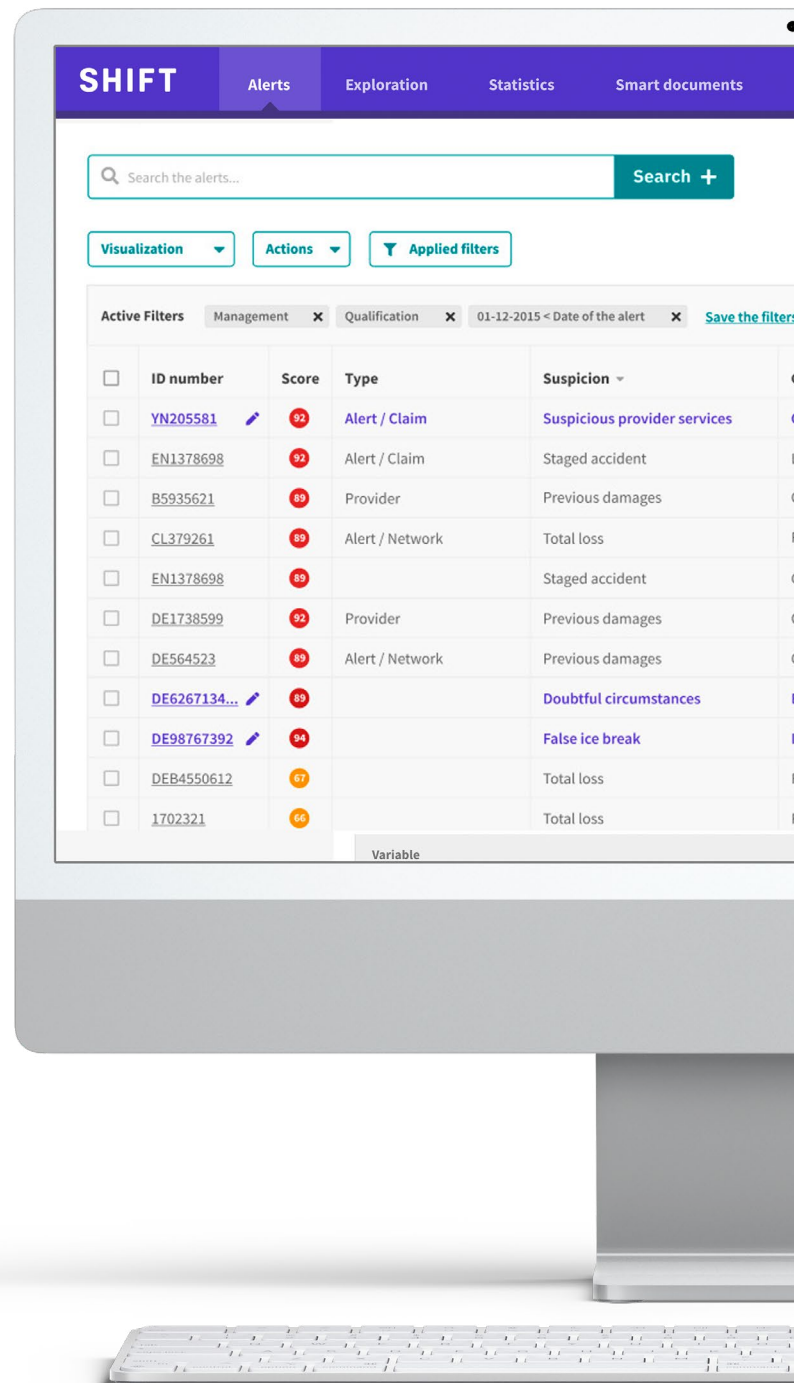 SHIFT Alerts Exploration Statistics Smart documents
Search the alerts... Search +
Visualization Actions Applied filters
Active Filters Management × Qualification × 01-12-2015 < Date of the alert × Save the filters
ID number Score Type Suspicion
YN205581 92 Alert / Claim Suspicious provider services
EN1378698 92 Alert / Claim Staged accident
B5935621 89 Provider Previous damages
CL379261 89 Alert / Network Total loss
EN1378698 89 Staged accident
DE1738599 92 Provider Previous damages
DE564523 89 Alert / Network Previous damages
DE6267134... 89 Doubtful circumstances
DE98767392 94 False ice break
DEB4550612 67 Total loss
1702321 66 Total loss
Variable